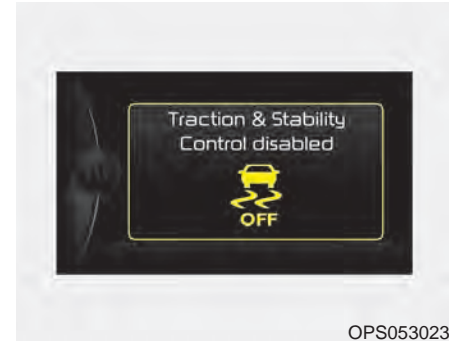 Traction & Stability
Control disabled
OFF
OPS053023